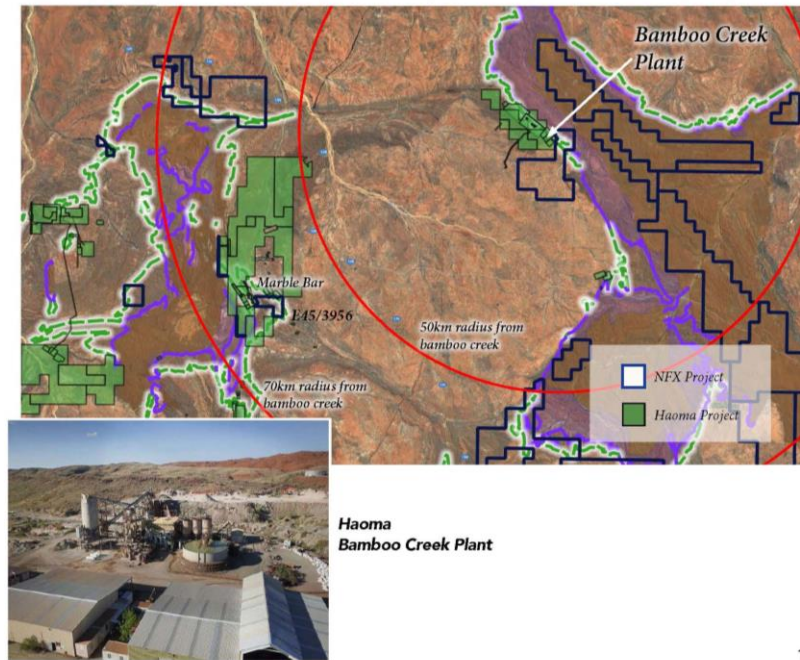 Bamboo Creek
Plant
Marble Bar
E45/3956
50km radius from
bamboo creek
70km radius from
bamboo creek
NFX Project
Haoma Project
Haoma
Bamboo Creek Plant